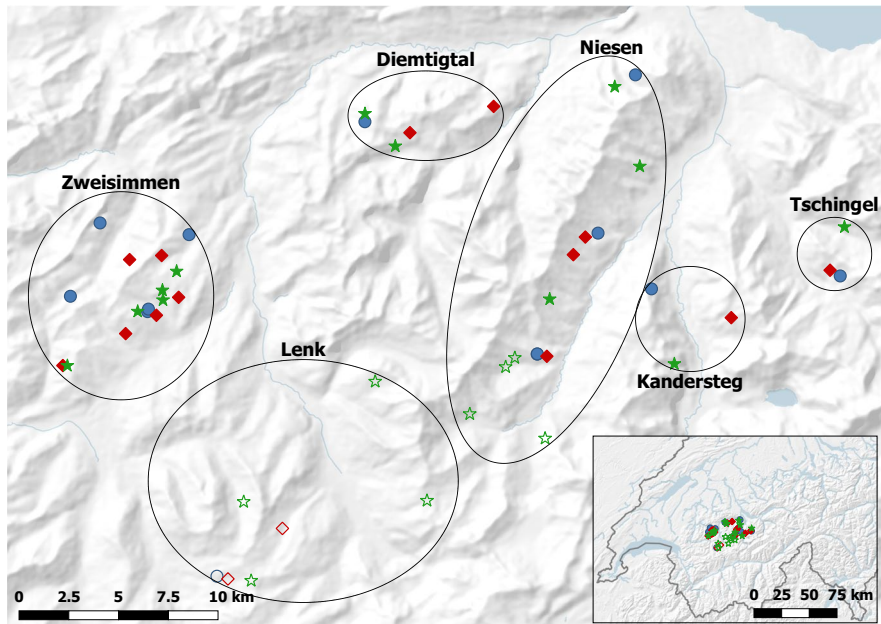 Niesen
Diemtigtal
Zweisimmen
Tschingel
Lenk
Kandersteg
0 2.5 5 7.5 10 km
0 25 50 75 km